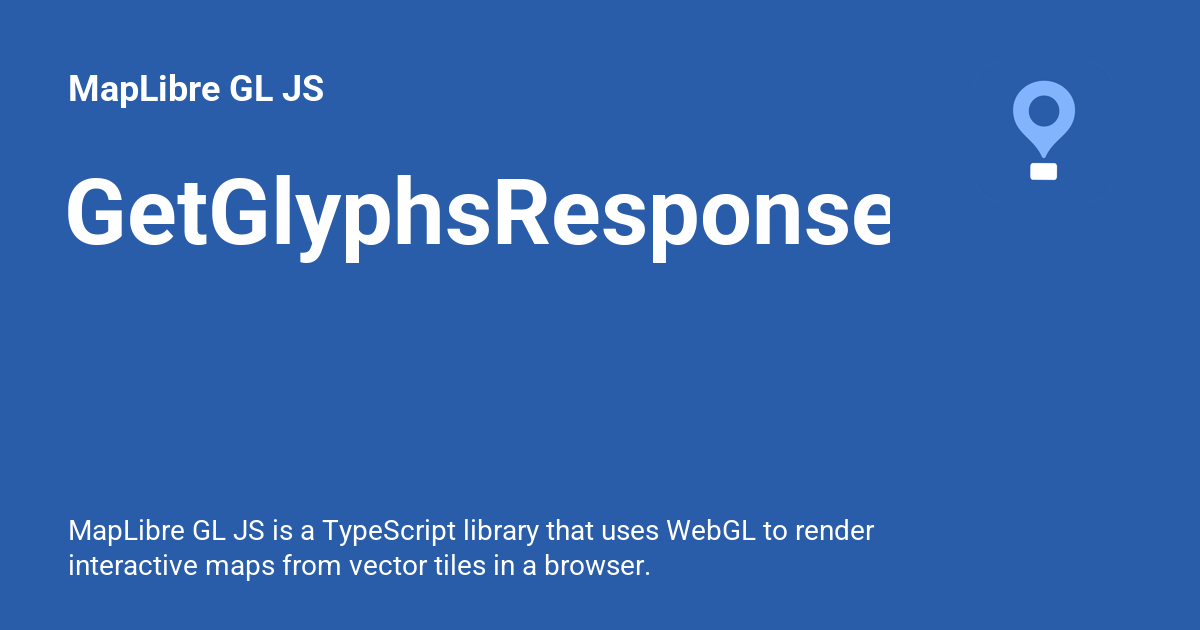 MapLibre GL JS
GetGlyphsResponse
MapLibre GL JS is a TypeScript library that uses WebGL to render
interactive maps from vector tiles in a browser.